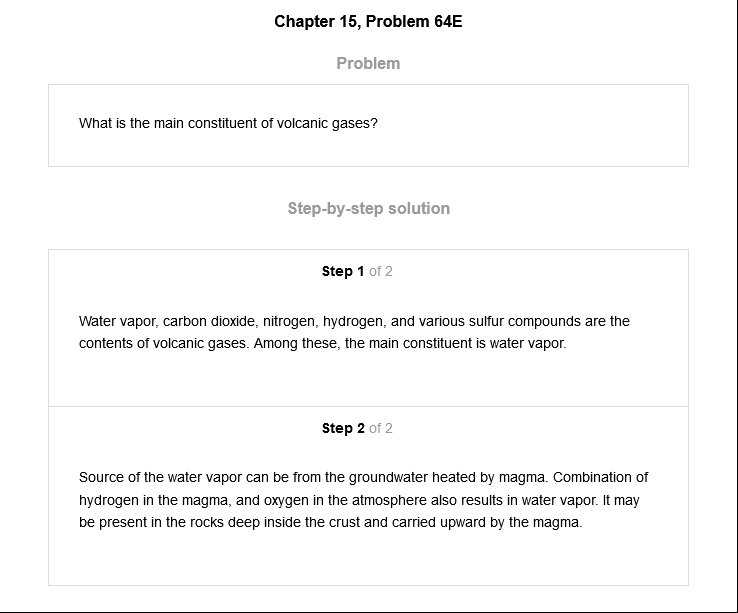 Chapter 15, Problem 64E
Problem
What is the main constituent of volcanic gases?
Step-by-step solution
Step 1 of 2
Water vapor, carbon dioxide, nitrogen, hydrogen, and various sulfur compounds are the
contents of volcanic gases. Among these, the main constituent is water vapor.
Step 2 of 2
Source of the water vapor can be from the groundwater heated by magma. Combination of
hydrogen in the magma, and oxygen in the atmosphere also results in water vapor. It may
be present in the rocks deep inside the crust and carried upward by the magma.